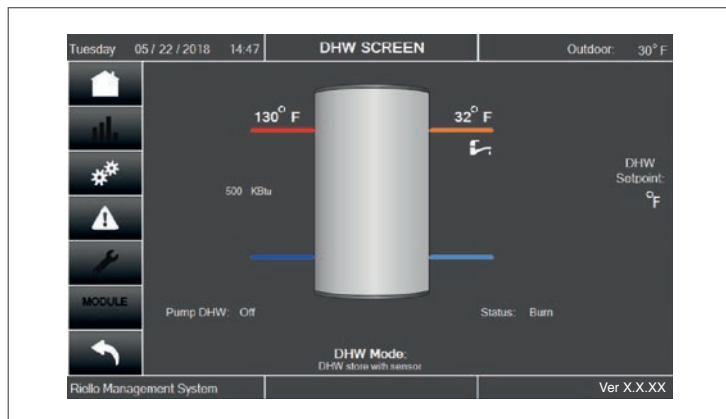 Tuesday 05 / 22 / 2018 14:47 DHW SCREEN Outdoor: 30° F
130° F 32° F
DHW
Setpoint:
°F
500 KBtu
MODULE
Pump DHW: Off Status: Burn
DHW Mode:
DHW store with sensor
Riello Management System Ver X.X.XX